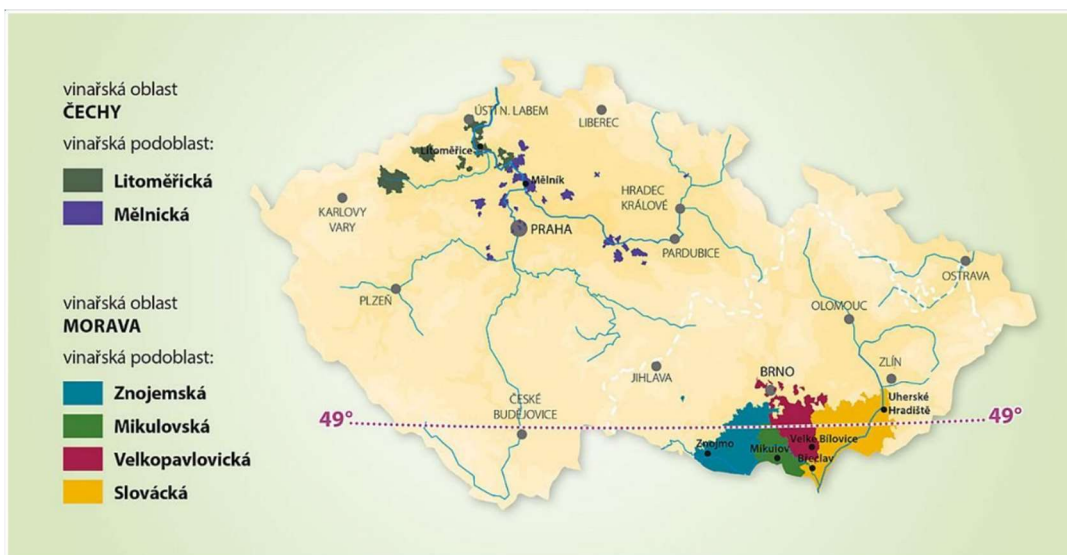 vinařská oblast
ČECHY
vinařská podoblast:
Litoměřická
Mělnická
vinařská oblast
MORAVA
vinařská podoblast:
Znojemská
Mikulovská
Velkopavlovická
Slovácká
ÚSTÍ N. LABEM
LIBEREC
Litoměřice
Mělník
KARLOVY
VARY
HRADEC
KRÁLOVÉ
PRAHA
PARDUBICE
PLZEŇ
OSTRAVA
OLOMOUC
JIHLAVA
BRNO
ZLÍN
ČESKÉ
BUDĚJOVICE
Uherské
Hradiště
49°
49°
Znojmo
Mikulov
Velké Bílovice
Břeclav